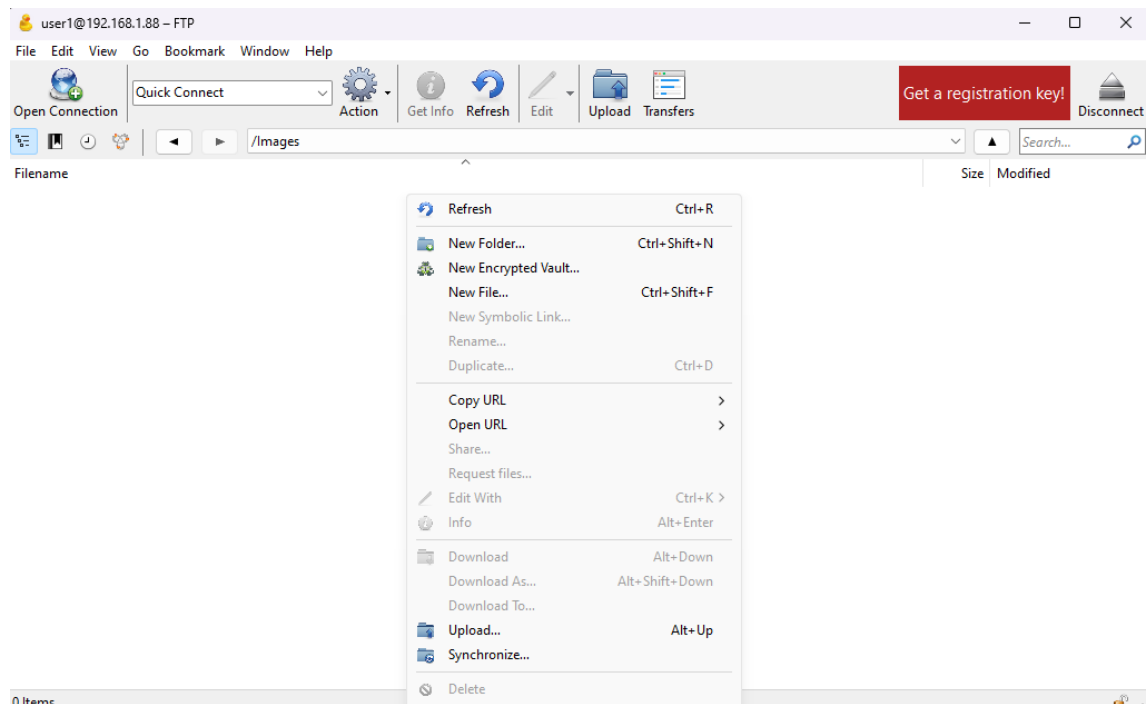 user1@192.168.1.88 – FTP
File Edit View Go Bookmark Window Help
Open Connection
Quick Connect
Action
Get Info
Refresh
Edit
Upload
Transfers
Get a registration key!
Disconnect
/Images
Search...
Filename Size Modified
Refresh Ctrl+R
New Folder... Ctrl+Shift+N
New Encrypted Vault...
New File... Ctrl+Shift+F
New Symbolic Link...
Rename...
Duplicate... Ctrl+D
Copy URL
Open URL
Share...
Request files...
Edit With Ctrl+K
Info Alt+Enter
Download Alt+Down
Download As... Alt+Shift+Down
Download To...
Upload... Alt+Up
Synchronize...
Delete
0 Items